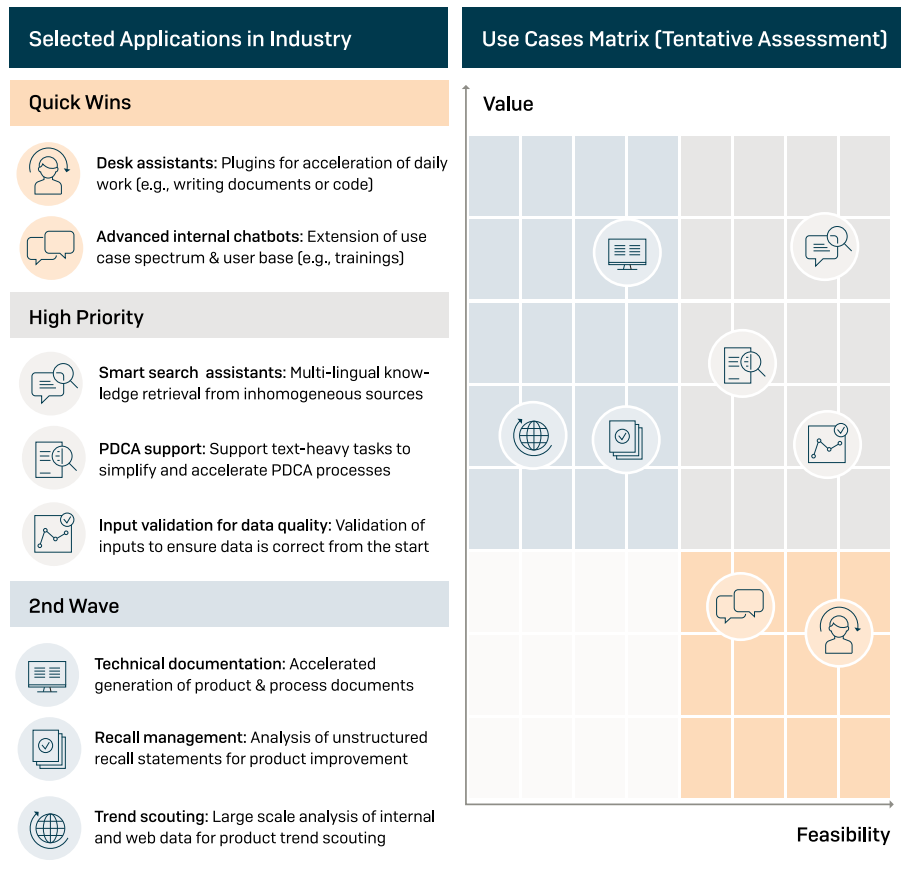 Selected Applications in Industry
Use Cases Matrix (Tentative Assessment)
Quick Wins
Desk assistants: Plugins for acceleration of daily
work (e.g., writing documents or code)
Advanced internal chatbots: Extension of use
case spectrum & user base (e.g., trainings)
High Priority
Smart search assistants: Multi-lingual know-
ledge retrieval from inhomogeneous sources
PDCA support: Support text-heavy tasks to
simplify and accelerate PDCA processes
Input validation for data quality: Validation of
inputs to ensure data is correct from the start
2nd Wave
Technical documentation: Accelerated
generation of product & process documents
Recall management: Analysis of unstructured
recall statements for product improvement
Trend scouting: Large scale analysis of internal
and web data for product trend scouting
Value
Feasibility